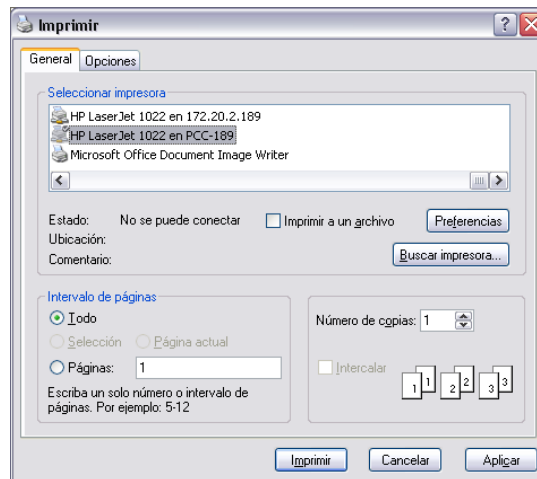 Imprimir
General Opciones
Seleccionar impresora
HP LaserJet 1022 en 172.20.2.189
HP LaserJet 1022 en PCC-189
Microsoft Office Document Image Writer
Estado: No se puede conectar Imprimir a un archivo Preferencias
Ubicación:
Comentario: Buscar impresora...
Intervalo de páginas
Todo
Selección Página actual
Páginas: 1
Escriba un solo número o intervalo de
páginas. Por ejemplo: 5-12
Número de copias: 1
Intercalar
1 1 2 2 3 3
Imprimir Cancelar Aplicar